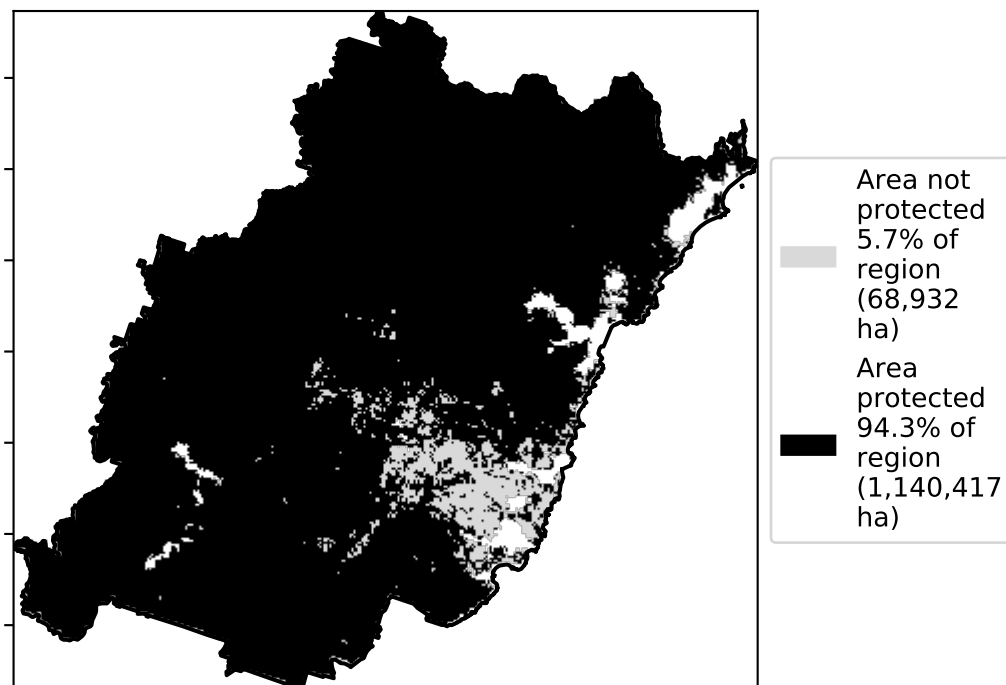 Area not
protected
5.7% of
region
(68,932
ha)
Area
protected
94.3% of
region
(1,140,417
ha)